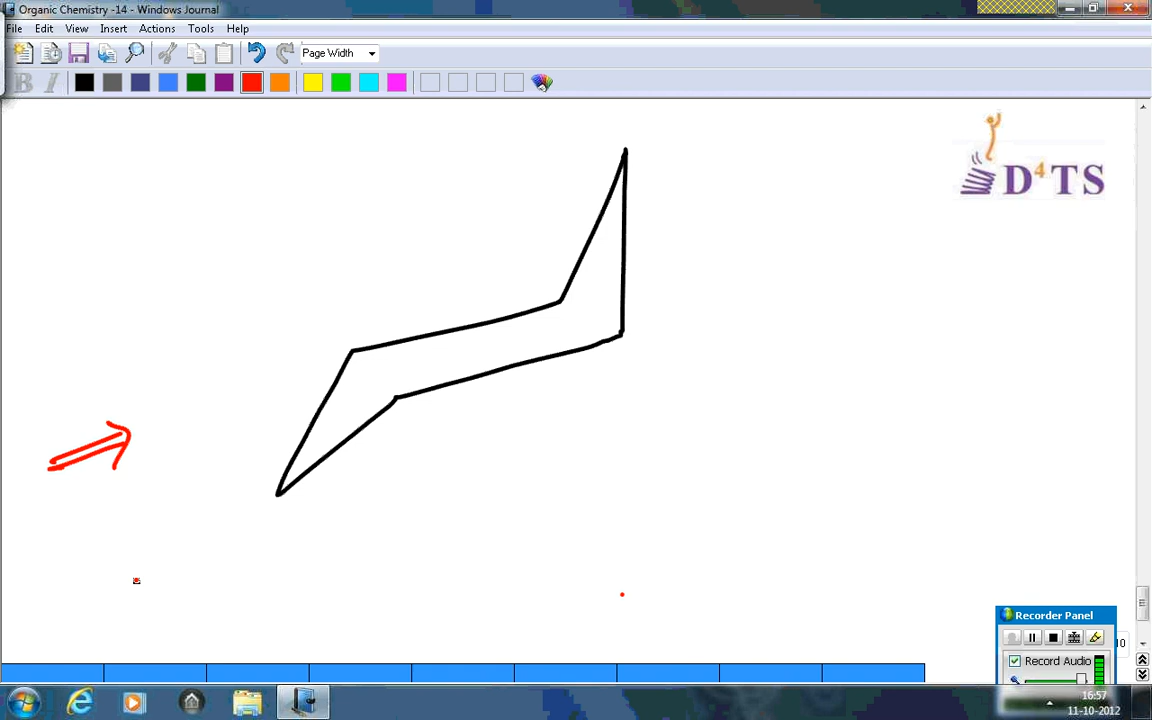 Organic Chemistry -14 - Windows Journal
File Edit View Insert Actions Tools Help
Page Width
B I
D4TS
Recorder Panel
Record Audio
16:57
11-10-2012